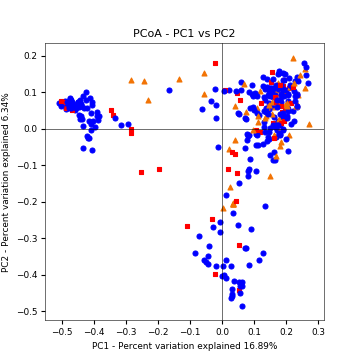 PCoA - PC1 vs PC2
PC2 - Percent variation explained 6.34%
0.2
0.1
0.0
−0.1
−0.2
−0.3
−0.4
−0.5
−0.5 −0.4 −0.3 −0.2 −0.1 0.0 0.1 0.2 0.3
PC1 - Percent variation explained 16.89%